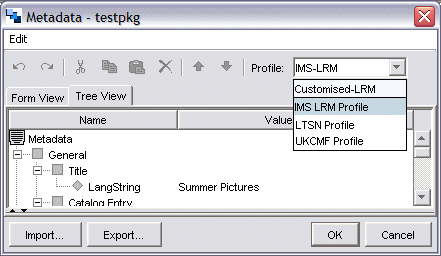 Metadata - testpkg
Edit
Profile: IMS-LRM
Customised-LRM
IMS LRM Profile
LTSN Profile
UKCMF Profile
Form View Tree View
Name Value
Metadata
General
Title
LangString Summer Pictures
Catalog Entry
Import... Export... OK Cancel